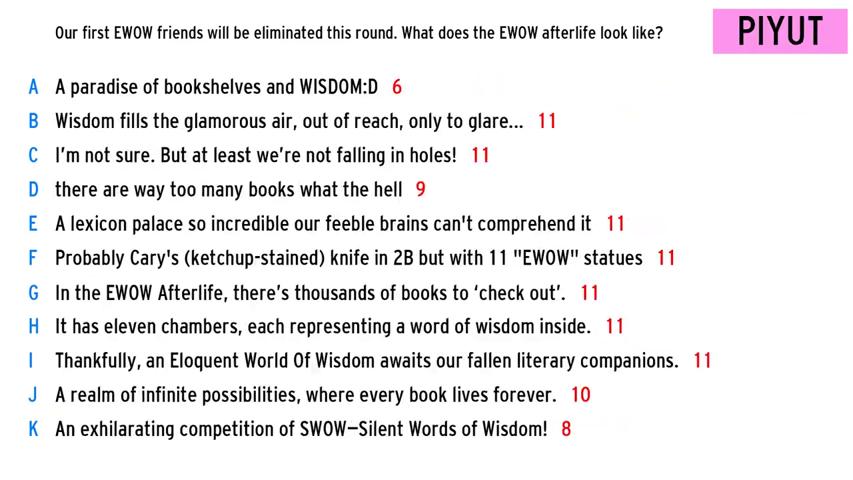 Our first EWOW friends will be eliminated this round. What does the EWOW afterlife look like?
PIYUT
A A paradise of bookshelves and WISDOM:D 6
B Wisdom fills the glamorous air, out of reach, only to glare... 11
C I'm not sure. But at least we're not falling in holes! 11
D there are way too many books what the hell 9
E A lexicon palace so incredible our feeble brains can't comprehend it 11
F Probably Cary's (ketchup-stained) knife in 2B but with 11 "EWOW" statues 11
G In the EWOW Afterlife, there's thousands of books to ‘check out’. 11
H It has eleven chambers, each representing a word of wisdom inside. 11
I Thankfully, an Eloquent World Of Wisdom awaits our fallen literary companions. 11
J A realm of infinite possibilities, where every book lives forever. 10
K An exhilarating competition of SWOW—Silent Words of Wisdom! 8